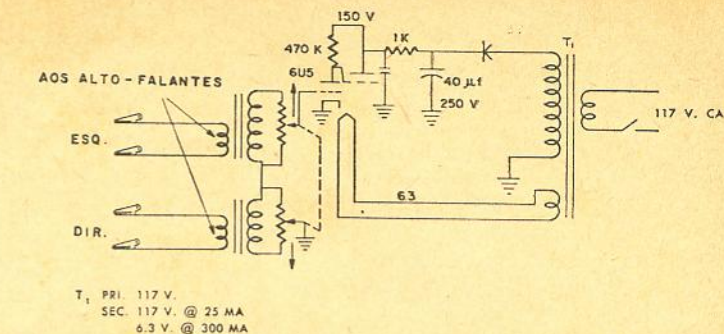 150 V
1K
T1
470 K
6U5
AOS ALTO-FALANTES
40 µf
250 V
117 V. CA
ESQ.
63
DIR.
T1 PRI. 117 V.
SEC. 117 V. @ 25 MA
6.3 V. @ 300 MA